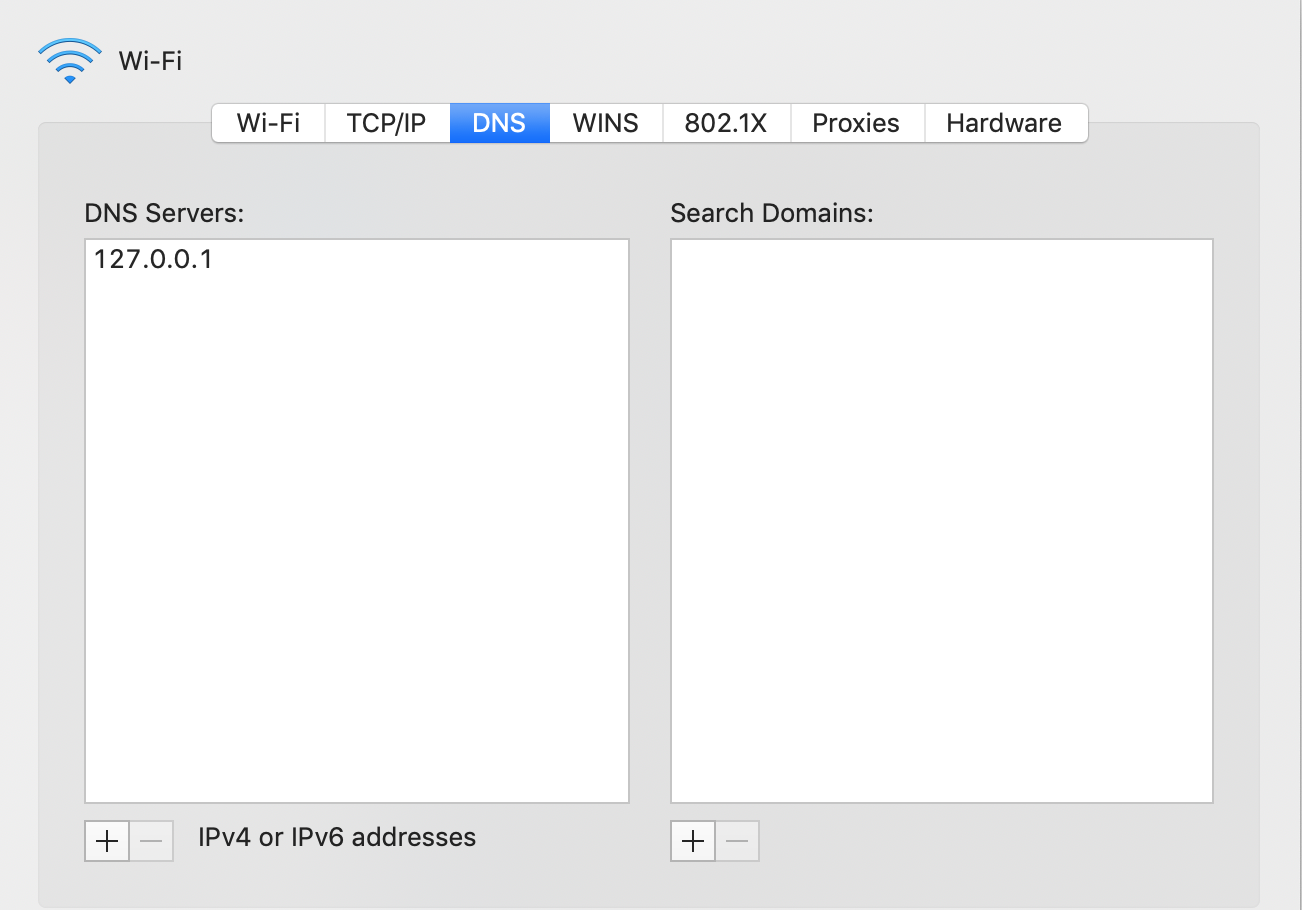 Wi-Fi
Wi-Fi TCP/IP DNS WINS 802.1X Proxies Hardware
DNS Servers:
127.0.0.1
Search Domains:
IPv4 or IPv6 addresses